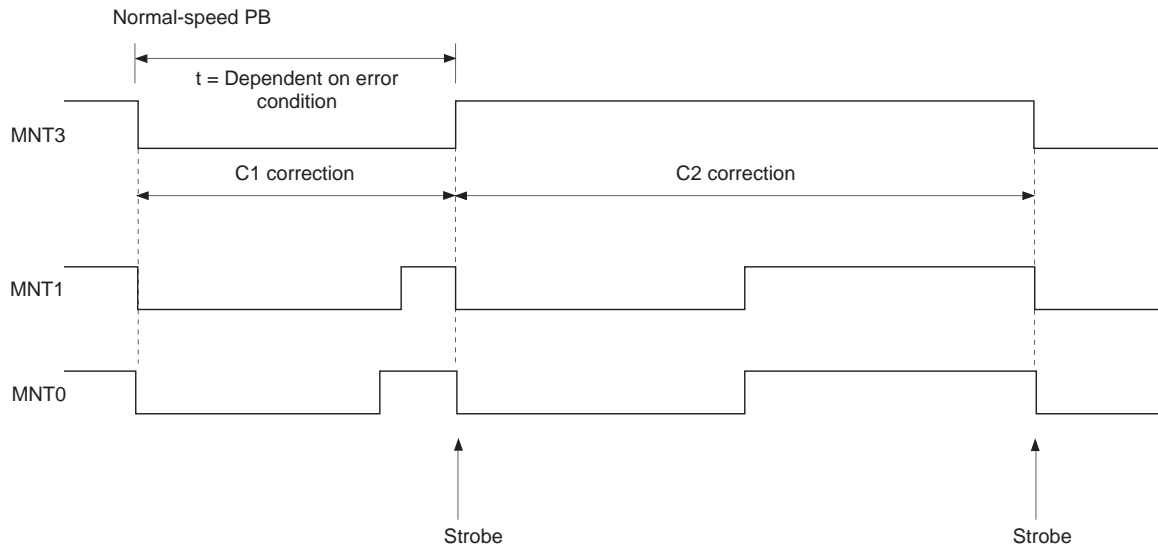 Normal-speed PB
t = Dependent on error
condition
MNT3
C1 correction
C2 correction
MNT1
MNT0
Strobe
Strobe